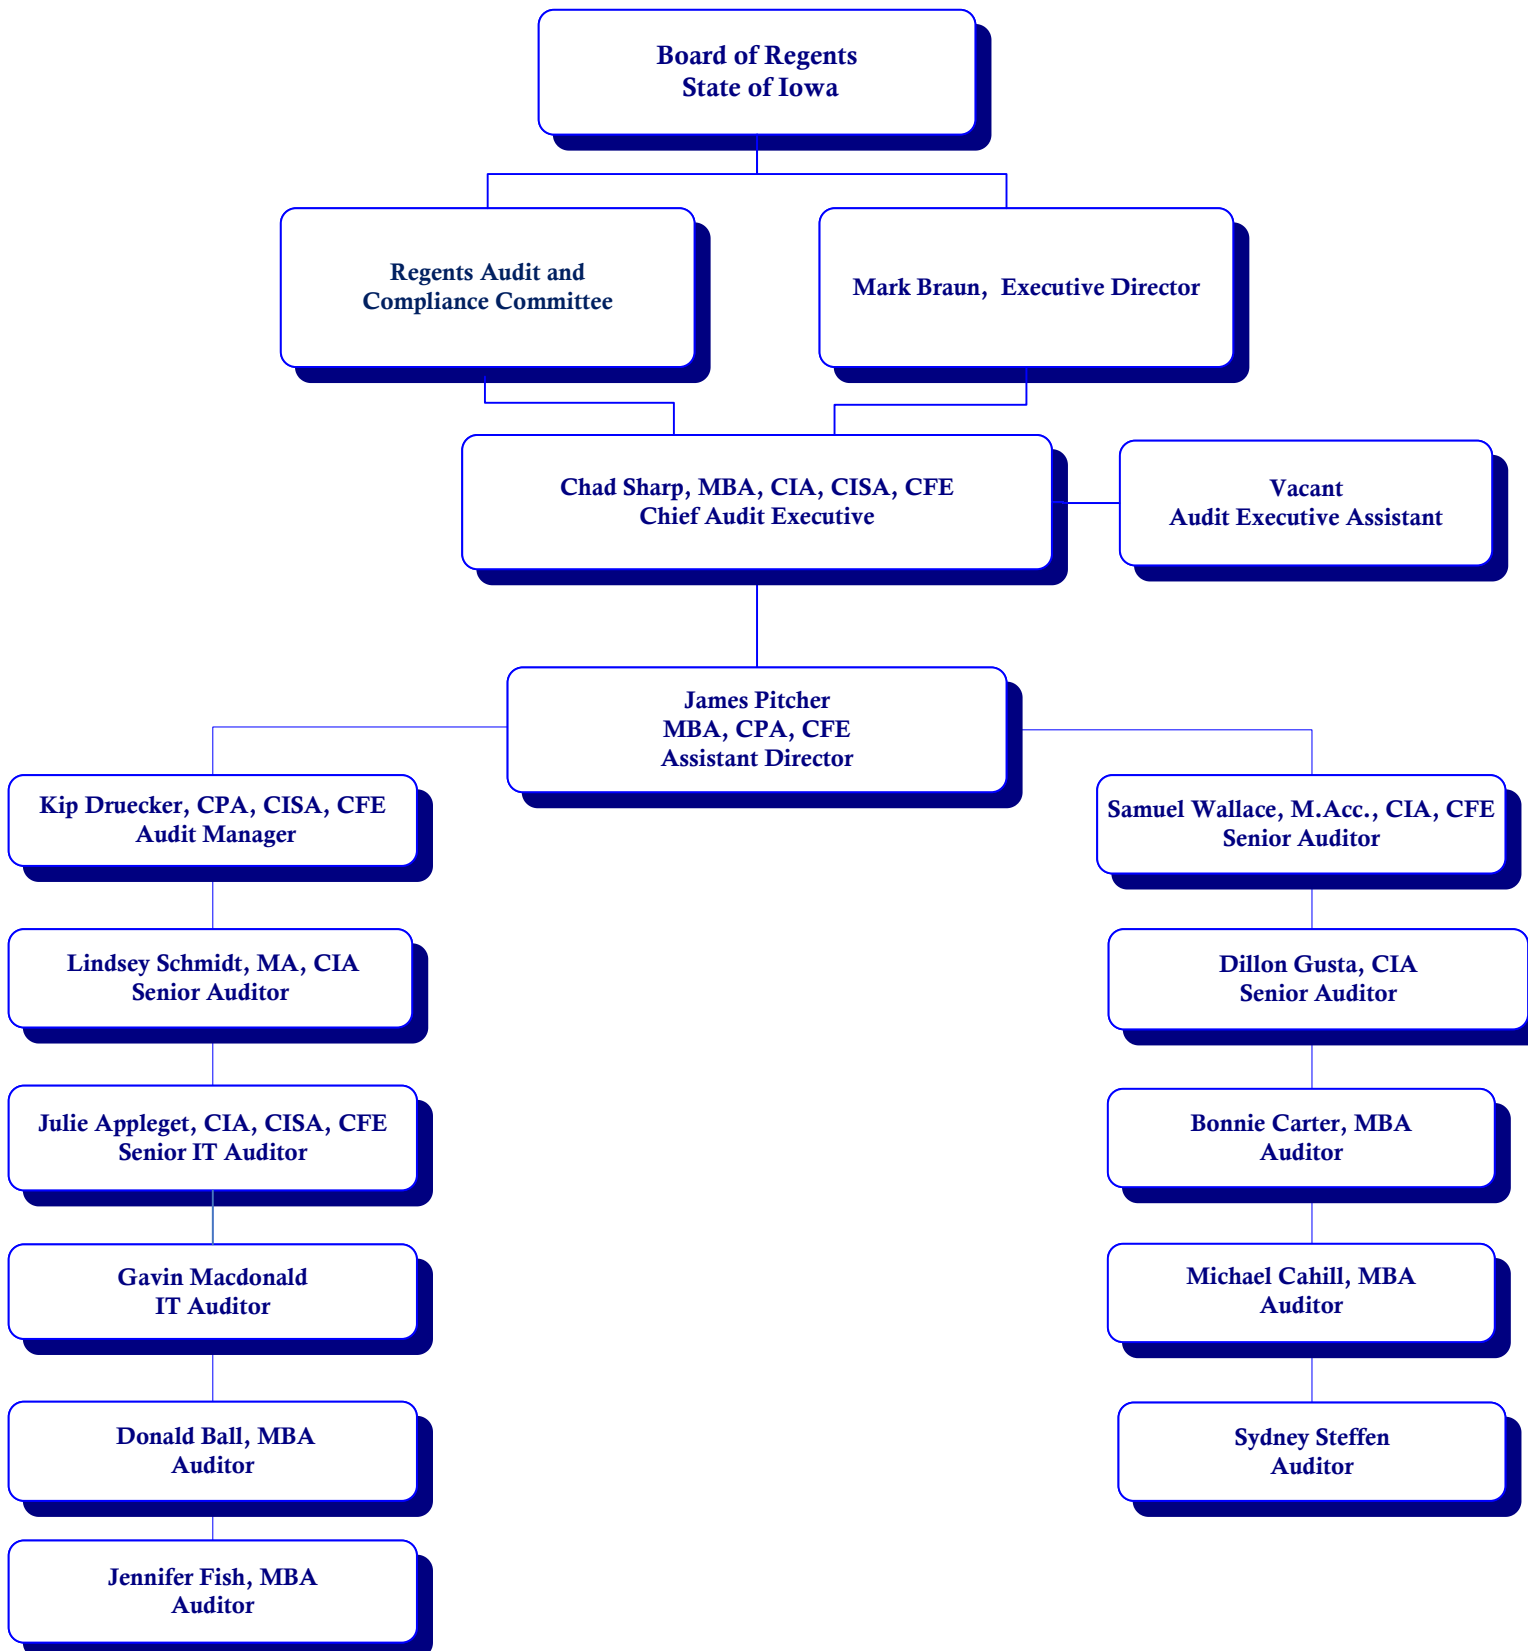 Board of Regents
State of Iowa
Regents Audit and
Compliance Committee
Mark Braun,  Executive Director
Chad Sharp, MBA, CIA, CISA, CFE
Chief Audit Executive
Vacant
Audit Executive Assistant
James Pitcher
MBA, CPA, CFE
Assistant Director
Kip Druecker, CPA, CISA, CFE
Audit Manager
Lindsey Schmidt, MA, CIA
Senior Auditor
Julie Appleget, CIA, CISA, CFE
Senior IT Auditor
Gavin Macdonald
IT Auditor
Donald Ball, MBA
Auditor
Jennifer Fish, MBA
Auditor
Samuel Wallace, M.Acc., CIA, CFE
Senior Auditor
Dillon Gusta, CIA
Senior Auditor
Bonnie Carter, MBA
Auditor
Michael Cahill, MBA
Auditor
Sydney Steffen
Auditor